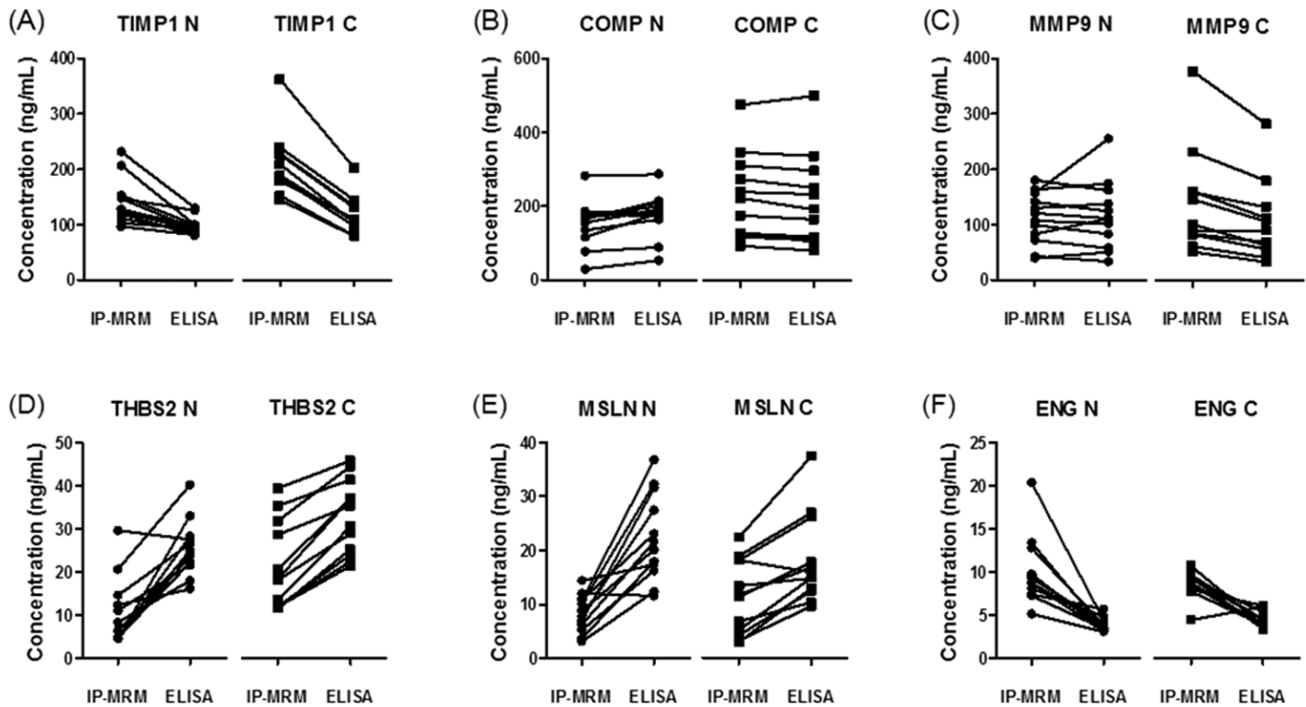 (A) TIMP1 N TIMP1 C
Concentration (ng/mL)
400
300
200
100
0
IP-MRM ELISA IP-MRM ELISA
(B) COMP N COMP C
Concentration (ng/mL)
600
400
200
0
IP-MRM ELISA IP-MRM ELISA
(C) MMP9 N MMP9 C
Concentration (ng/mL)
400
300
200
100
0
IP-MRM ELISA IP-MRM ELISA
(D) THBS2 N THBS2 C
Concentration (ng/mL)
50
40
30
20
10
0
IP-MRM ELISA IP-MRM ELISA
(E) MSLN N MSLN C
Concentration (ng/mL)
40
30
20
10
0
IP-MRM ELISA IP-MRM ELISA
(F) ENG N ENG C
Concentration (ng/mL)
25
20
15
10
5
0
IP-MRM ELISA IP-MRM ELISA